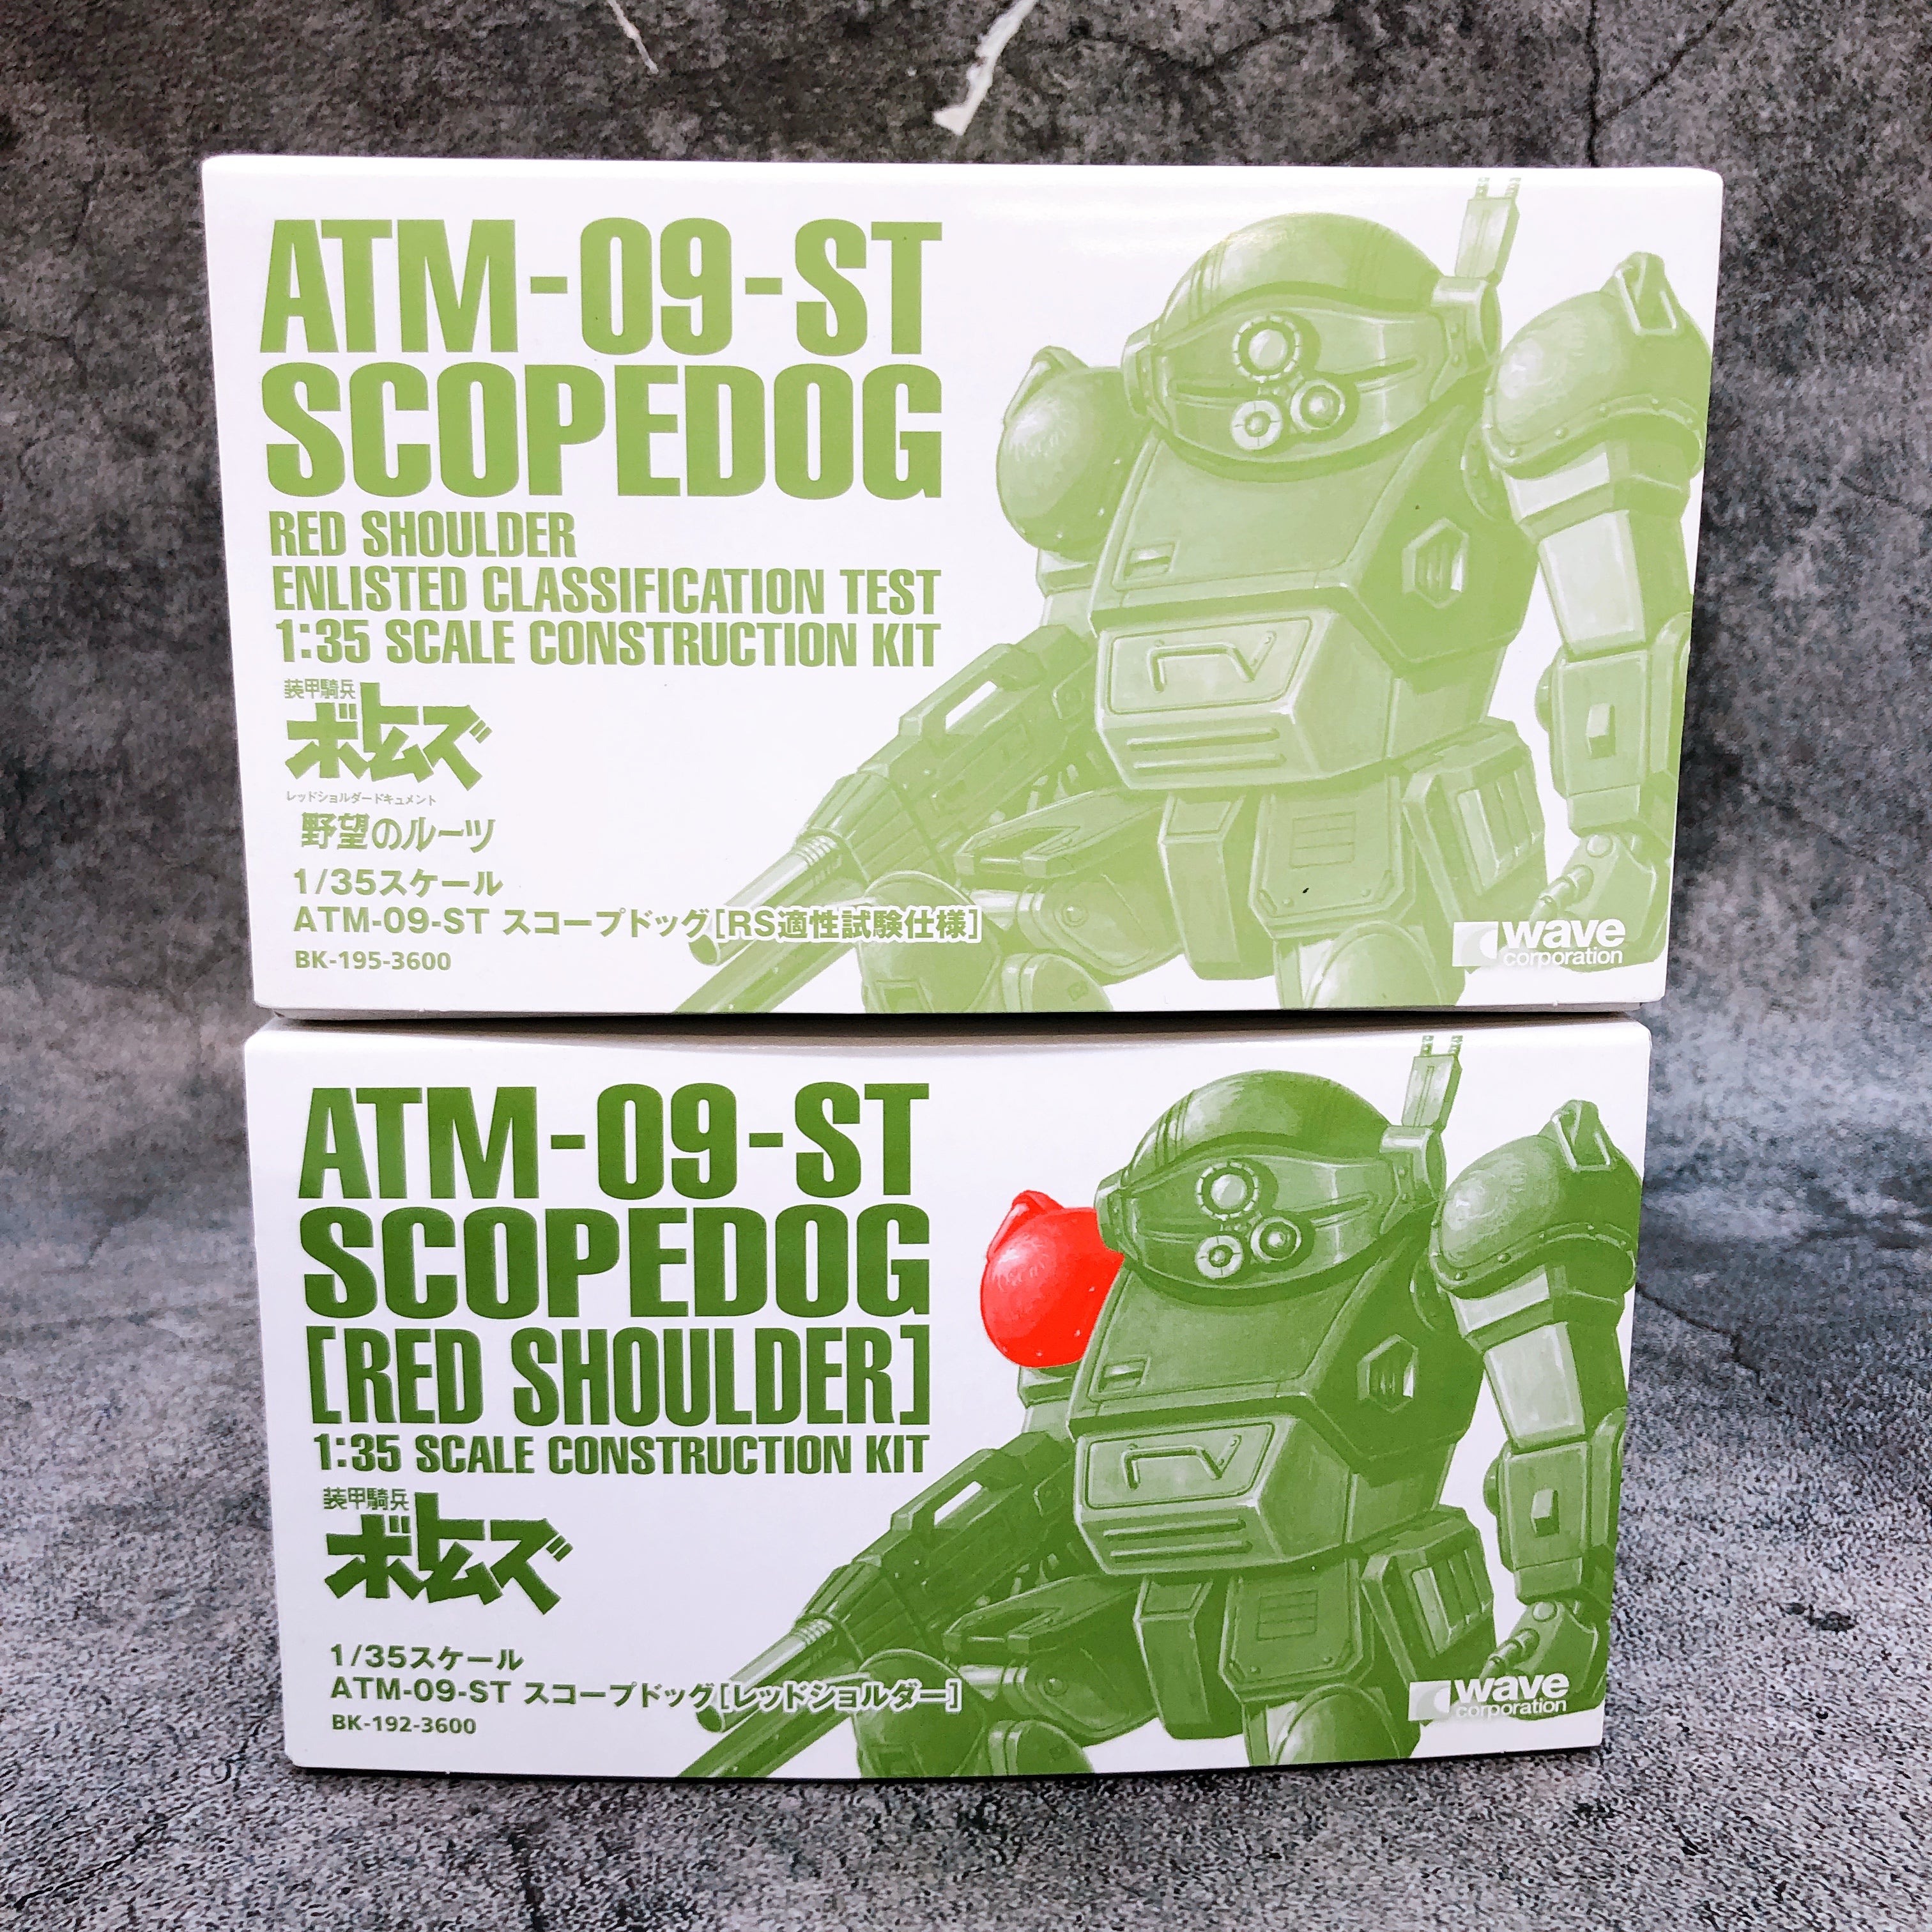 ATM-09-ST
SCOPEDOG
RED SHOULDER
ENLISTED CLASSIFICATION TEST
1:35 SCALE CONSTRUCTION KIT
装甲騎兵
ボトムズ
レッドショルダードキュメント
野望のルーツ
1/35スケール
ATM-09-ST スコープドッグ[RS適性試験仕様]
BK-195-3600
wave
corporation
ATM-09-ST
SCOPEDOG
[RED SHOULDER]
1:35 SCALE CONSTRUCTION KIT
装甲騎兵
ボトムズ
1/35スケール
ATM-09-ST スコープドッグ[レッドショルダー]
BK-192-3600
wave
corporation